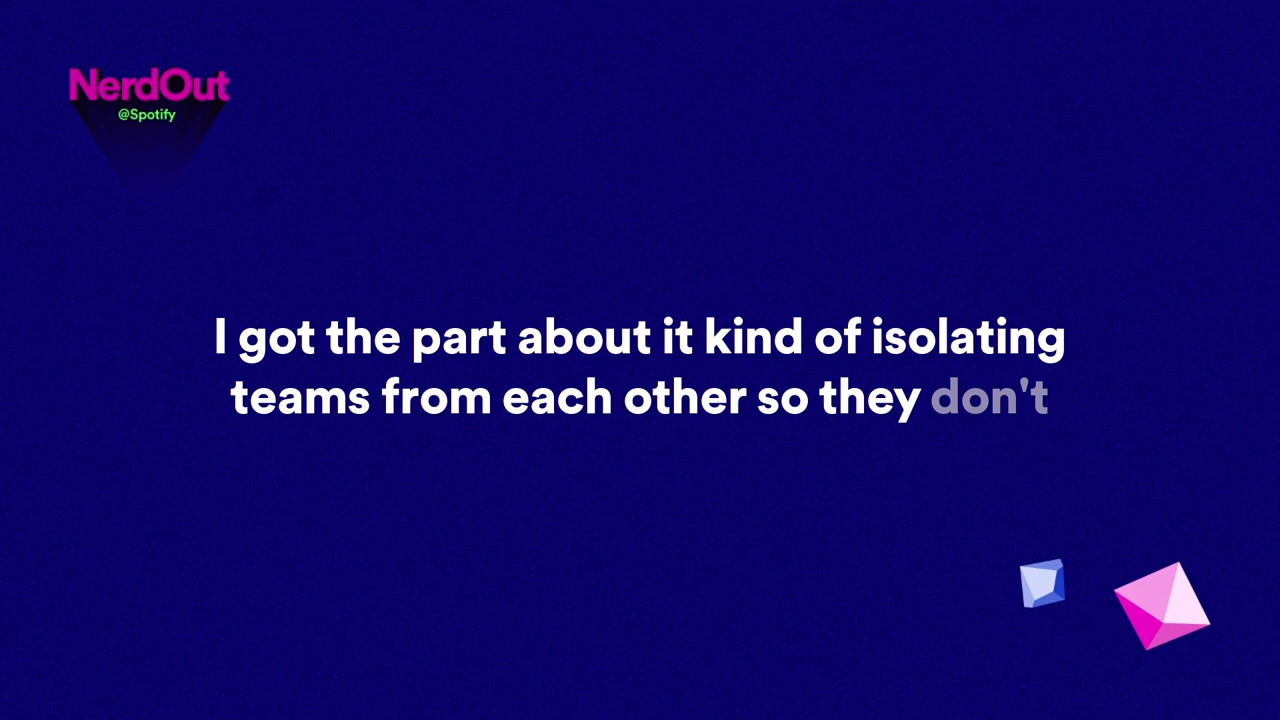 NerdOut
@Spotify
I got the part about it kind of isolating
teams from each other so they don't